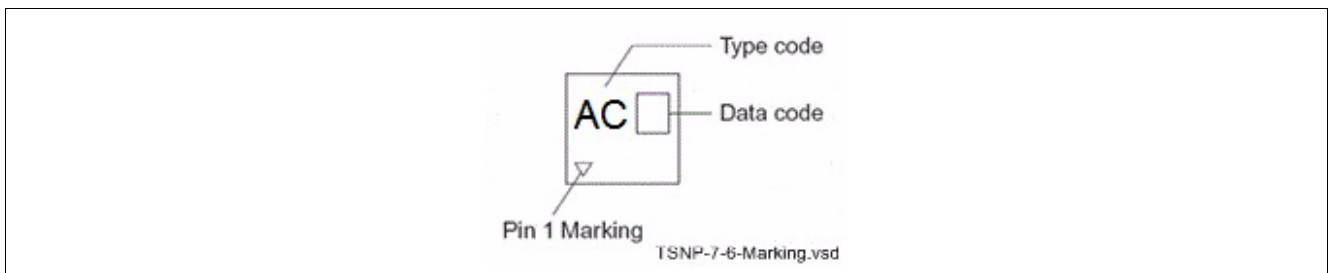 Type code
AC
Data code
Pin 1 Marking
TSNP-7-6-Marking.vsd